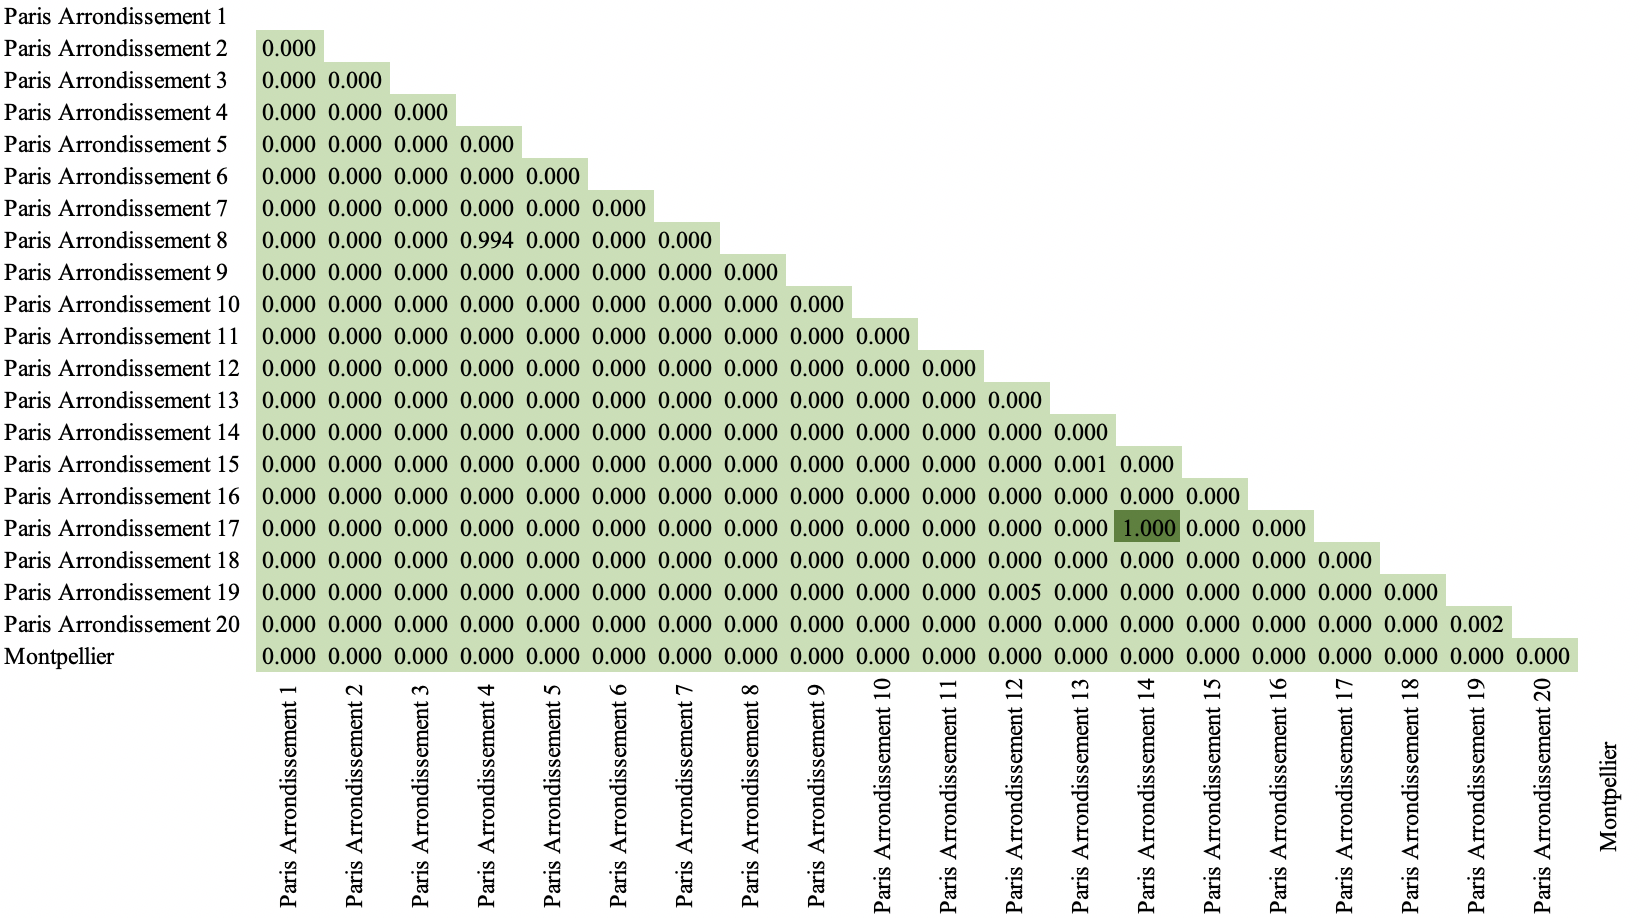 Paris Arrondissement 1
Paris Arrondissement 2 0.000
Paris Arrondissement 3 0.000 0.000
Paris Arrondissement 4 0.000 0.000 0.000
Paris Arrondissement 5 0.000 0.000 0.000 0.000
Paris Arrondissement 6 0.000 0.000 0.000 0.000 0.000
Paris Arrondissement 7 0.000 0.000 0.000 0.000 0.000 0.000
Paris Arrondissement 8 0.000 0.000 0.000 0.994 0.000 0.000 0.000
Paris Arrondissement 9 0.000 0.000 0.000 0.000 0.000 0.000 0.000 0.000
Paris Arrondissement 10 0.000 0.000 0.000 0.000 0.000 0.000 0.000 0.000 0.000
Paris Arrondissement 11 0.000 0.000 0.000 0.000 0.000 0.000 0.000 0.000 0.000 0.000
Paris Arrondissement 12 0.000 0.000 0.000 0.000 0.000 0.000 0.000 0.000 0.000 0.000 0.000
Paris Arrondissement 13 0.000 0.000 0.000 0.000 0.000 0.000 0.000 0.000 0.000 0.000 0.000 0.000
Paris Arrondissement 14 0.000 0.000 0.000 0.000 0.000 0.000 0.000 0.000 0.000 0.000 0.000 0.000 0.000
Paris Arrondissement 15 0.000 0.000 0.000 0.000 0.000 0.000 0.000 0.000 0.000 0.000 0.000 0.000 0.001 0.000
Paris Arrondissement 16 0.000 0.000 0.000 0.000 0.000 0.000 0.000 0.000 0.000 0.000 0.000 0.000 0.000 0.000 0.000
Paris Arrondissement 17 0.000 0.000 0.000 0.000 0.000 0.000 0.000 0.000 0.000 0.000 0.000 0.000 0.000 1.000 0.000 0.000
Paris Arrondissement 18 0.000 0.000 0.000 0.000 0.000 0.000 0.000 0.000 0.000 0.000 0.000 0.000 0.000 0.000 0.000 0.000 0.000
Paris Arrondissement 19 0.000 0.000 0.000 0.000 0.000 0.000 0.000 0.000 0.000 0.000 0.000 0.005 0.000 0.000 0.000 0.000 0.000 0.000
Paris Arrondissement 20 0.000 0.000 0.000 0.000 0.000 0.000 0.000 0.000 0.000 0.000 0.000 0.000 0.000 0.000 0.000 0.000 0.000 0.000 0.002
Montpellier 0.000 0.000 0.000 0.000 0.000 0.000 0.000 0.000 0.000 0.000 0.000 0.000 0.000 0.000 0.000 0.000 0.000 0.000 0.000 0.000
Paris Arrondissement 1
Paris Arrondissement 2
Paris Arrondissement 3
Paris Arrondissement 4
Paris Arrondissement 5
Paris Arrondissement 6
Paris Arrondissement 7
Paris Arrondissement 8
Paris Arrondissement 9
Paris Arrondissement 10
Paris Arrondissement 11
Paris Arrondissement 12
Paris Arrondissement 13
Paris Arrondissement 14
Paris Arrondissement 15
Paris Arrondissement 16
Paris Arrondissement 17
Paris Arrondissement 18
Paris Arrondissement 19
Paris Arrondissement 20
Montpellier